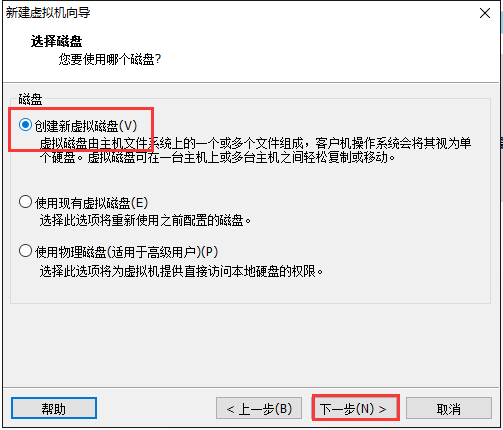 新建虚拟机向导
选择磁盘
您要使用哪个磁盘?
磁盘
创建新虚拟磁盘(V)
虚拟磁盘由主机文件系统上的一个或多个文件组成，客户机操作系统会将其视为单
个硬盘。虚拟磁盘可在一台主机上或多台主机之间轻松复制或移动。
使用现有虚拟磁盘(E)
选择此选项将重新使用之前配置的磁盘。
使用物理磁盘(适用于高级用户)(P)
选择此选项将为虚拟机提供直接访问本地硬盘的权限。
帮助
< 上一步(B)
下一步(N) >
取消